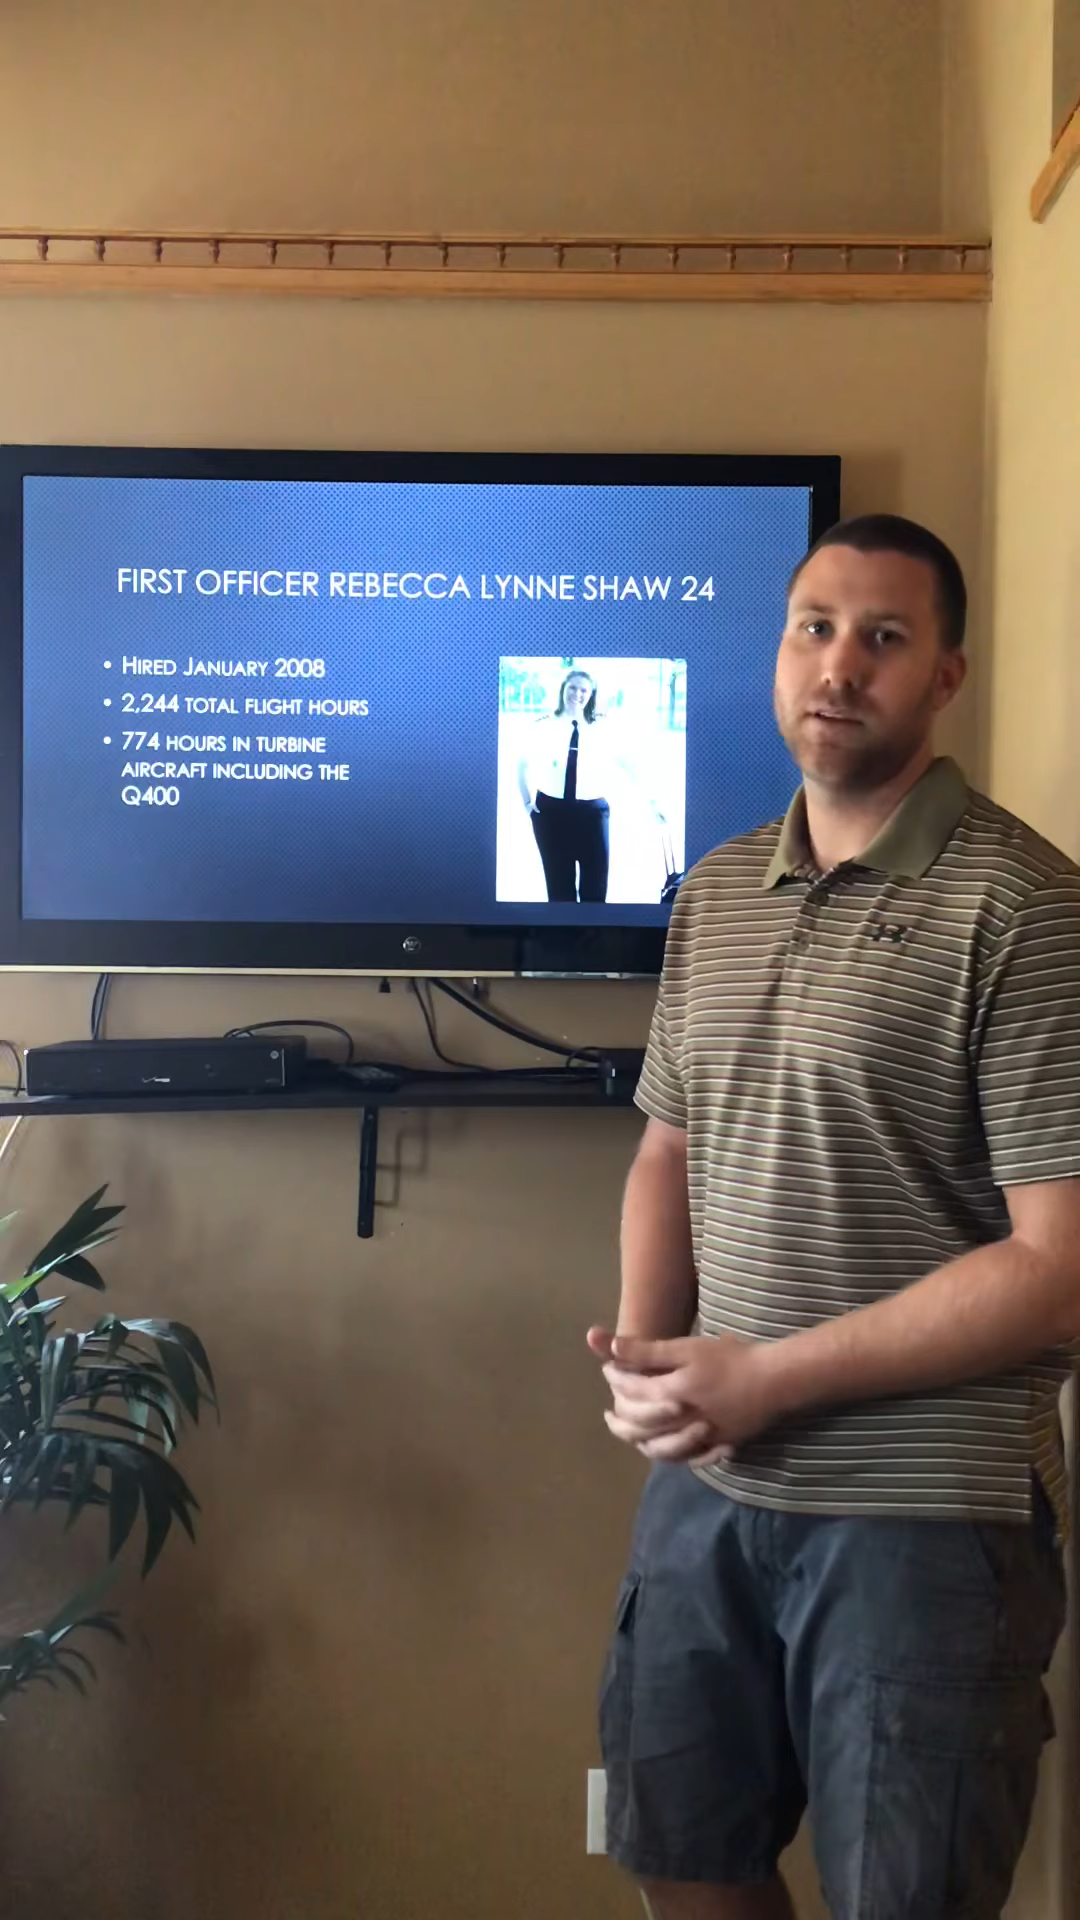 FIRST OFFICER REBECCA LYNNE SHAW 24
• HIRED JANUARY 2008
• 2,244 TOTAL FLIGHT HOURS
• 774 HOURS IN TURBINE
AIRCRAFT INCLUDING THE
Q400